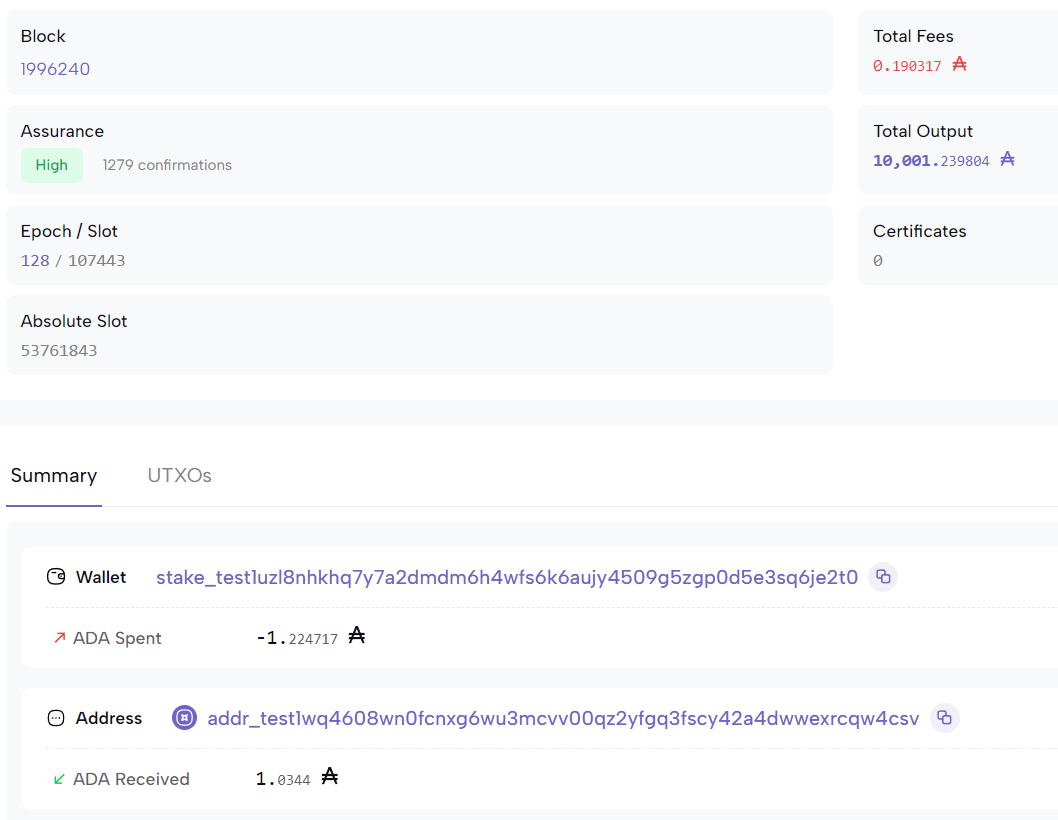 Block
1996240
Total Fees
0.190317 ₳
Assurance
High 1279 confirmations
Total Output
10,001.239804 ₳
Epoch / Slot
128 / 107443
Certificates
0
Absolute Slot
53761843
Summary UTXOs
Wallet stake_test1uzl8nhkhq7y7a2dmdm6h4wfs6k6aujy4509g5zgp0d5e3sq6je2t0
ADA Spent -1.224717 ₳
Address addr_test1wq4608wn0fcnxg6wu3mcvv00qz2yfgq3fscy42a4dwwexrcqw4csv
ADA Received 1.0344 ₳